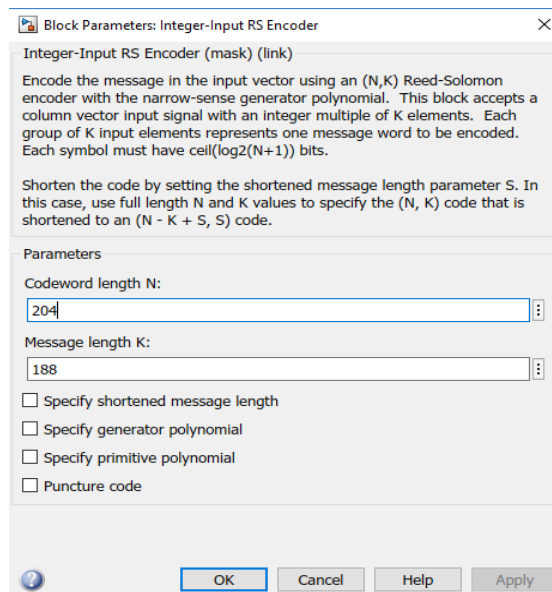 Block Parameters: Integer-Input RS Encoder
Integer-Input RS Encoder (mask) (link)
Encode the message in the input vector using an (N,K) Reed-Solomon
encoder with the narrow-sense generator polynomial. This block accepts a
column vector input signal with an integer multiple of K elements. Each
group of K input elements represents one message word to be encoded.
Each symbol must have ceil(log2(N+1)) bits.
Shorten the code by setting the shortened message length parameter S. In
this case, use full length N and K values to specify the (N, K) code that is
shortened to an (N - K + S, S) code.
Parameters
Codeword length N:
204
Message length K:
188
Specify shortened message length
Specify generator polynomial
Specify primitive polynomial
Puncture code
OK Cancel Help Apply